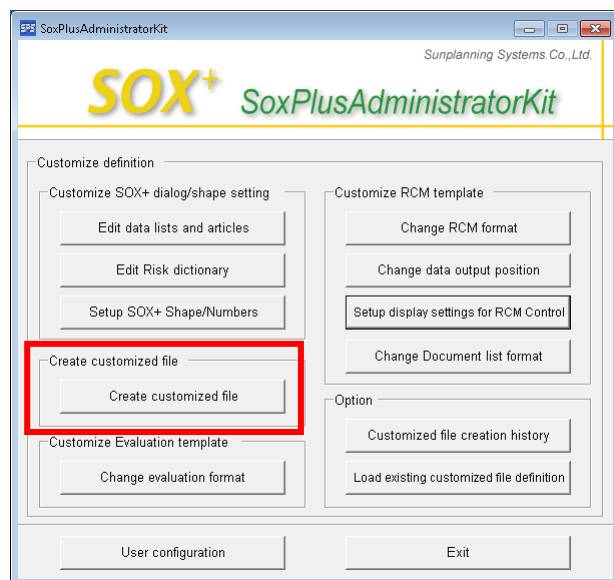 SoxPlusAdministratorKit
Sunplanning Systems.Co.,Ltd.
SOX+ SoxPlusAdministratorKit
Customize definition
Customize SOX+ dialog/shape setting
Edit data lists and articles
Edit Risk dictionary
Setup SOX+ Shape/Numbers
Create customized file
Create customized file
Customize Evaluation template
Change evaluation format
Customize RCM template
Change RCM format
Change data output position
Setup display settings for RCM Control
Change Document list format
Option
Customized file creation history
Load existing customized file definition
User configuration
Exit